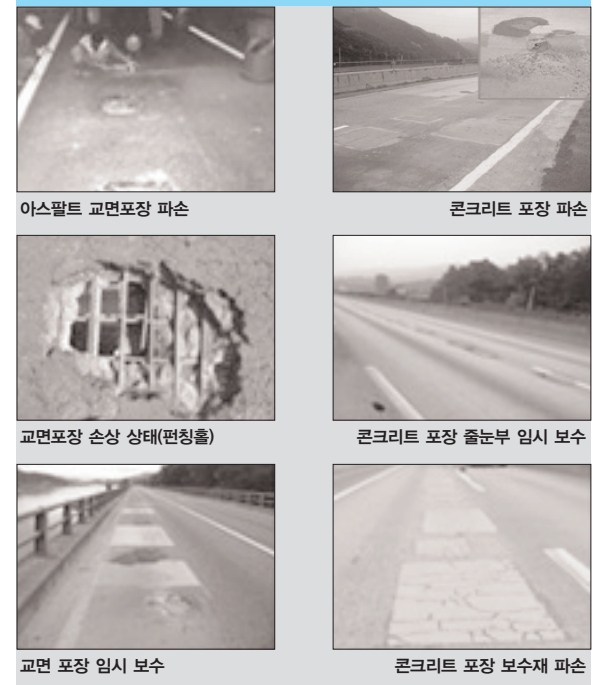 아스팔트 교면포장 파손
콘크리트 포장 파손
교면포장 손상 상태(펀칭홀)
콘크리트 포장 줄눈부 임시 보수
교면 포장 임시 보수
콘크리트 포장 보수재 파손